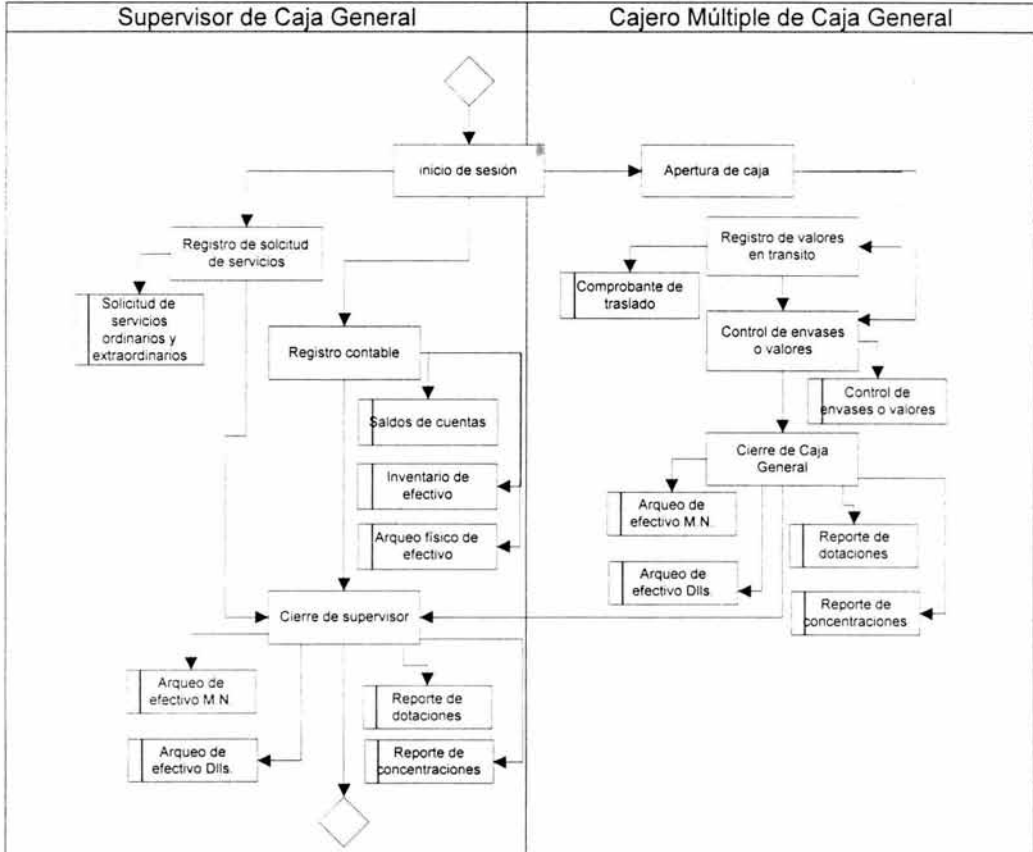 Supervisor de Caja General
Cajero Múltiple de Caja General
inicio de sesión
Apertura de caja
Registro de solcitud
de servicios
Registro de valores
en transito
Solicitud de
servicios
ordinarios y
extraordinarios
Comprobante de
traslado
Registro contable
Control de envases
o valores
Saldos de cuentas
Control de
envases o valores
Cierre de Caja
General
Inventario de
efectivo
Arqueo de
efectivo M.N.
Arqueo físico de
efectivo
Reporte de
dotaciones
Arqueo de
efectivo Dlls.
Cierre de supervisor
Reporte de
concentraciones
Arqueo de
efectivo M.N.
Reporte de
dotaciones
Arqueo de
efectivo Dlls.
Reporte de
concentraciones